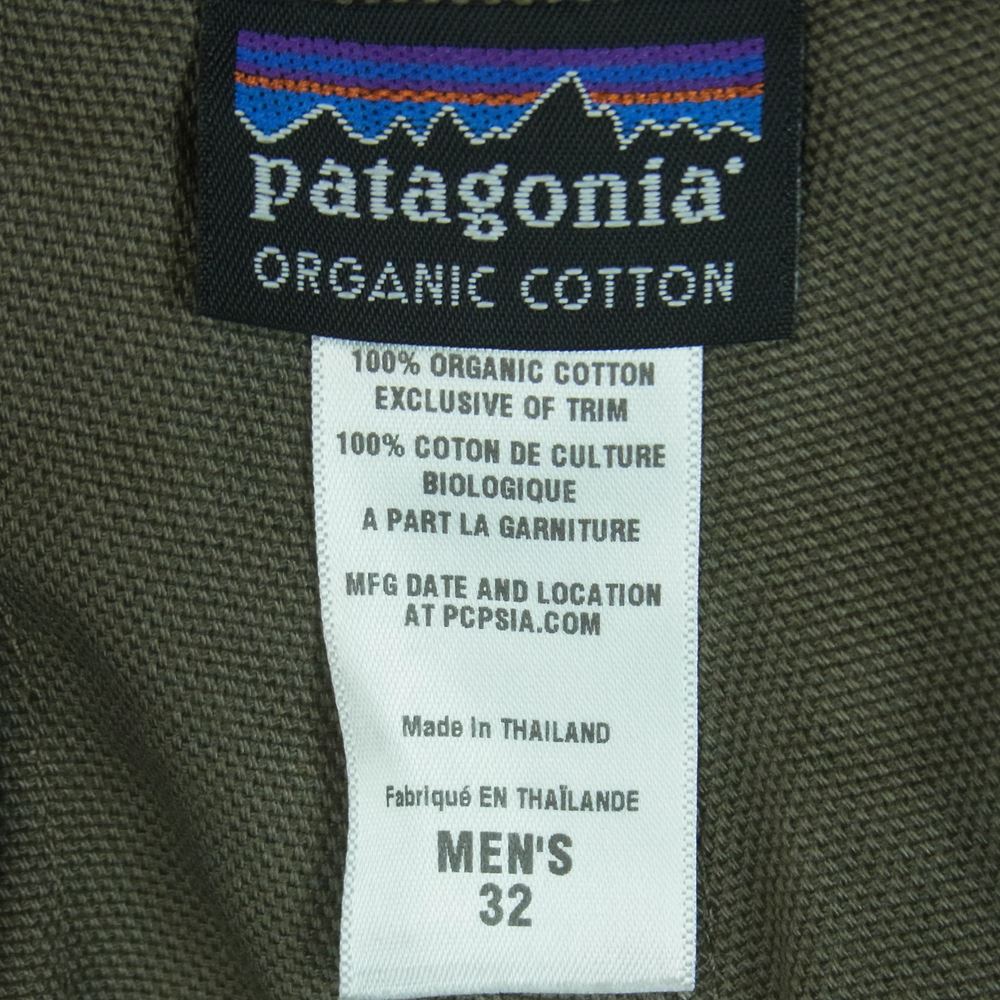 patagonia
ORGANIC COTTON
100% ORGANIC COTTON
EXCLUSIVE OF TRIM
100% COTON DE CULTURE
BIOLOGIQUE
A PART LA GARNITURE
MFG DATE AND LOCATION
AT PCPSIA.COM
Made in THAILAND
Fabriqué EN THAÏLANDE
MEN'S
32